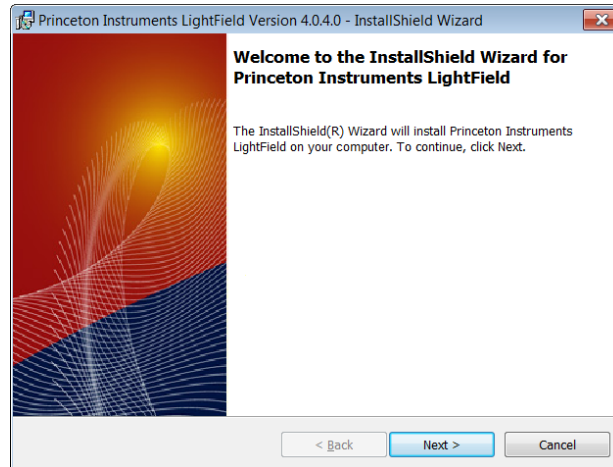 Princeton Instruments LightField Version 4.0.4.0 - InstallShield Wizard
Welcome to the InstallShield Wizard for
Princeton Instruments LightField
The InstallShield(R) Wizard will install Princeton Instruments
LightField on your computer. To continue, click Next.
< Back Next > Cancel